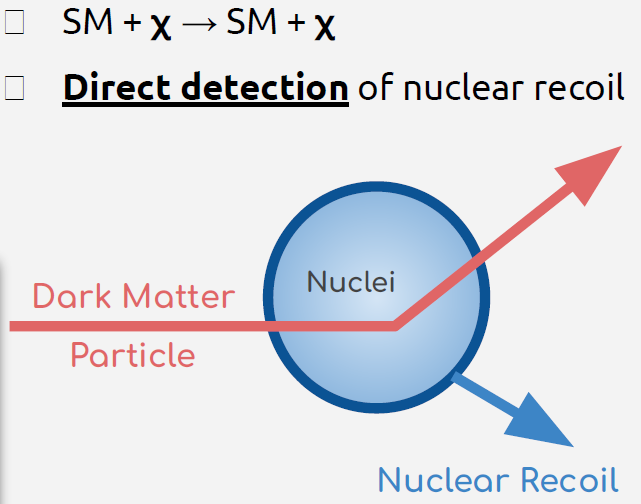 SM + χ → SM + χ
Direct detection of nuclear recoil
Nuclei
Dark Matter
Particle
Nuclear Recoil